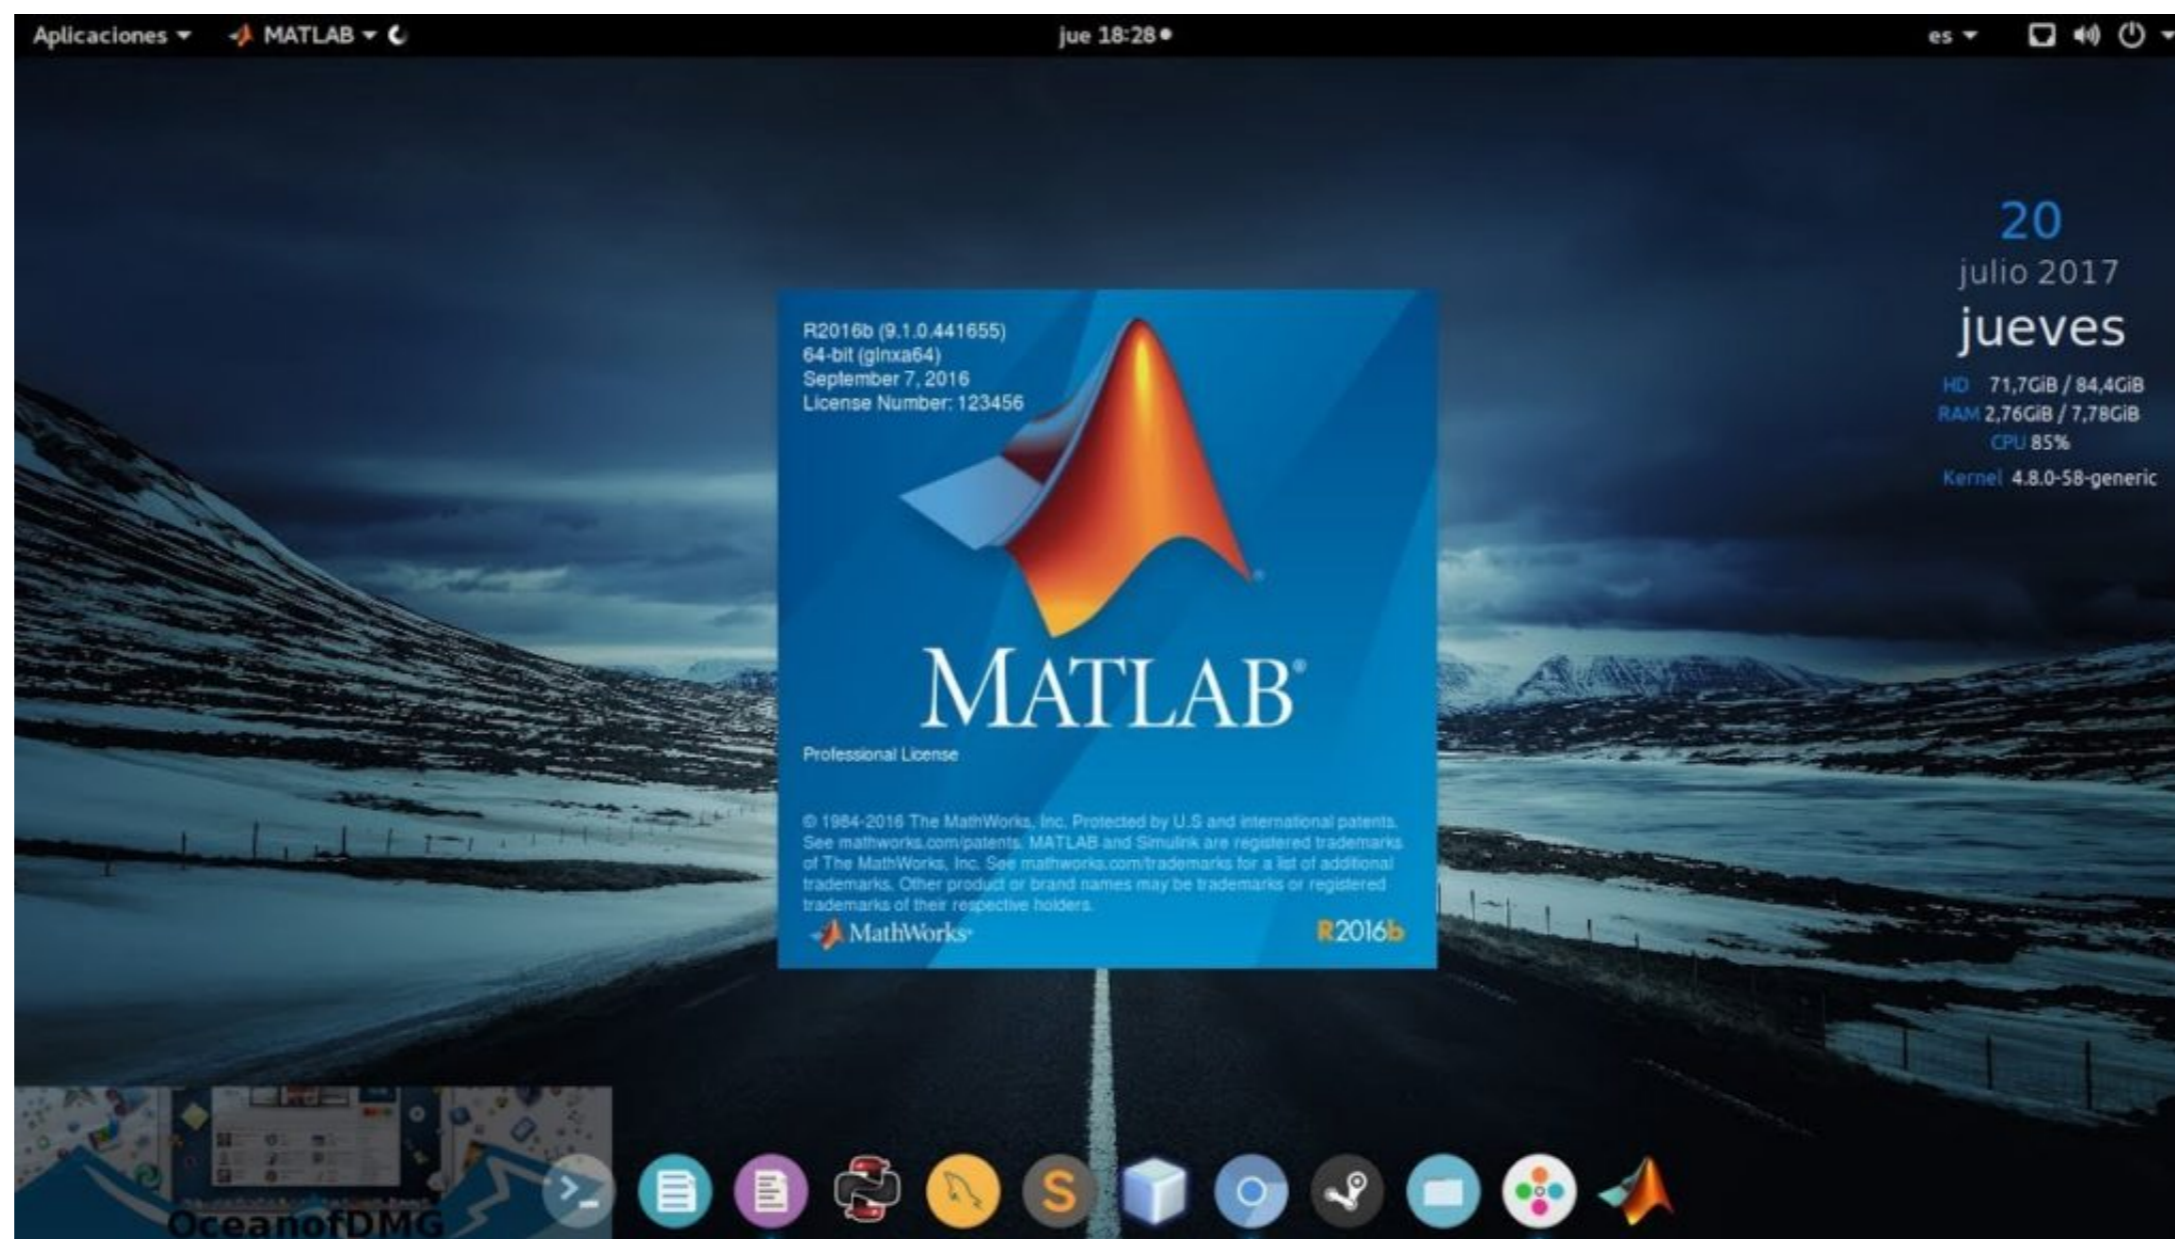 Aplicaciones MATLAB jue 18:28 es
20
julio 2017
jueves
HD 71,7GiB / 84,4GiB
RAM 2,76GiB / 7,78GiB
CPU 85%
Kernel 4.8.0-58-generic
R2016b (9.1.0.441655)
64-bit (glnxa64)
September 7, 2016
License Number: 123456
MATLAB®
Professional License
© 1984-2016 The MathWorks, Inc. Protected by U.S and international patents.
See mathworks.com/patents. MATLAB and Simulink are registered trademarks
of The MathWorks, Inc. See mathworks.com/trademarks for a list of additional
trademarks. Other product or brand names may be trademarks or registered
trademarks of their respective holders.
MathWorks®
R2016b
OceanofDMG
S